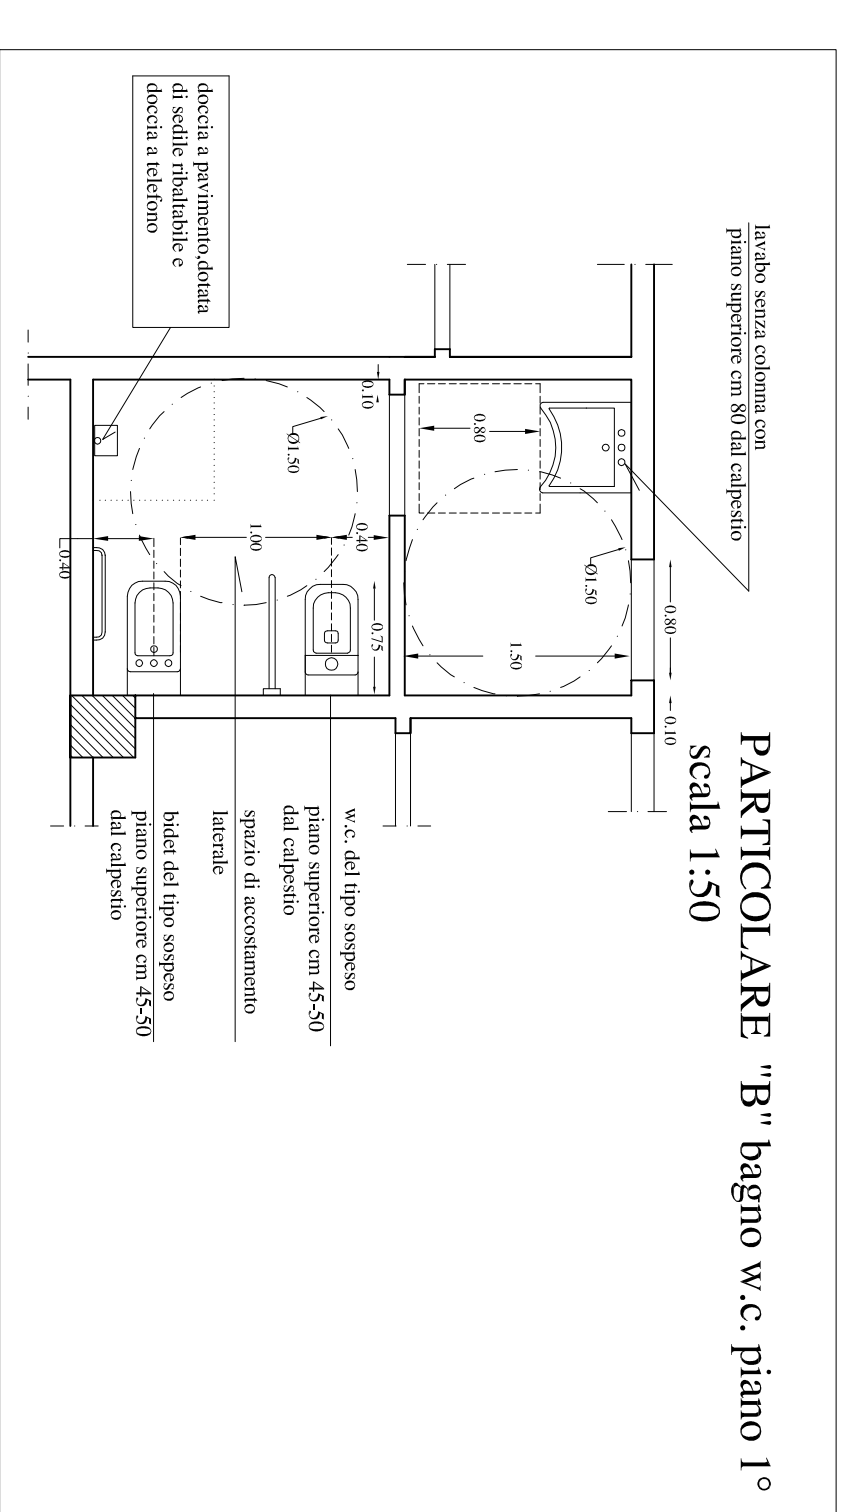 PARTICOLARE "B" bagno w.c. piano 1°
scala 1:50
lavabo senza colonna con
piano superiore cm 80 dal calpestio
0.80
0.10
Ø1.50
1.50
0.80
0.10
Ø1.50
0.75
0.40
1.00
0.40
doccia a pavimento,dotata
di sedile ribaltabile e
doccia a telefono
w.c. del tipo sospeso
piano superiore cm 45-50
dal calpestio
spazio di accostamento
laterale
bidet del tipo sospeso
piano superiore cm 45-50
dal calpestio